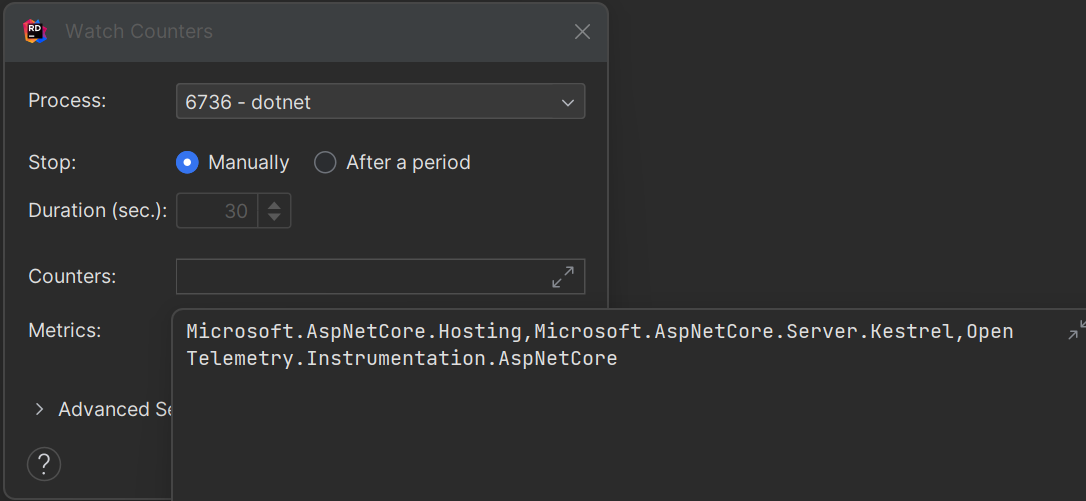 RD
Watch Counters
Process:
6736 - dotnet
Stop:
Manually
After a period
Duration (sec.):
30
Counters:
Metrics:
Microsoft.AspNetCore.Hosting,Microsoft.AspNetCore.Server.Kestrel,Open
Telemetry.Instrumentation.AspNetCore
Advanced Se
?